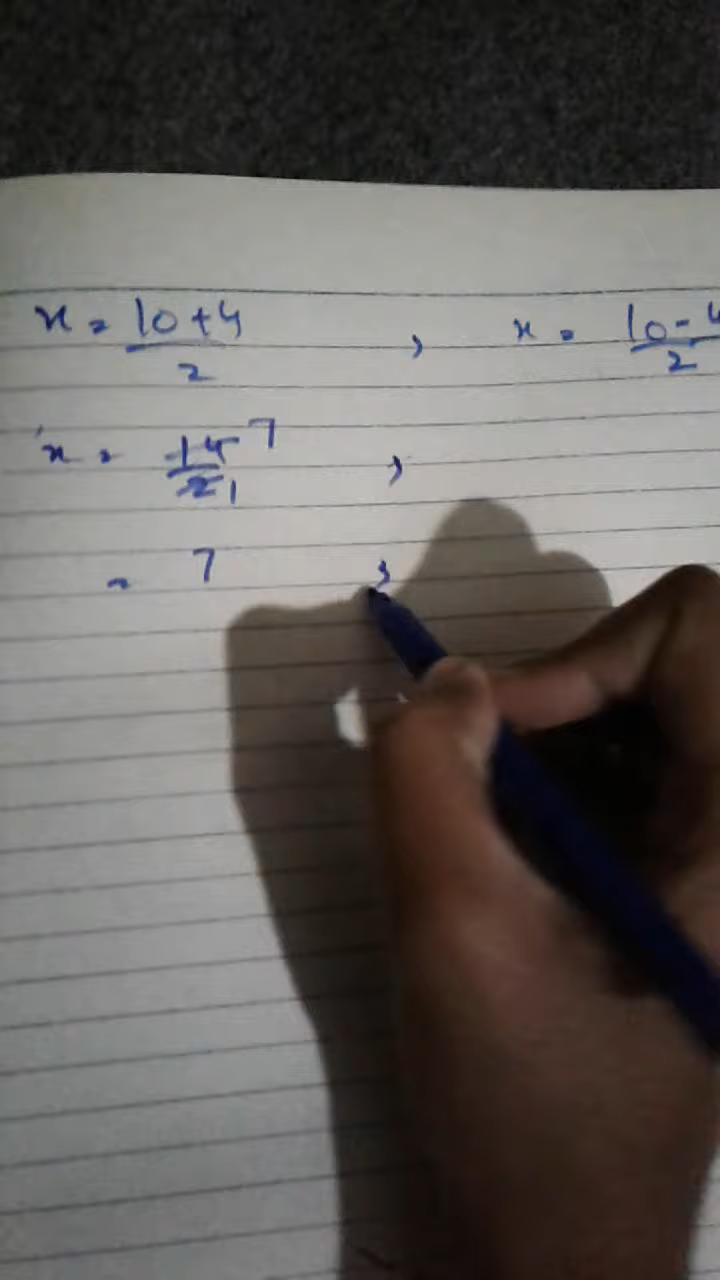 x = 10+4/2 , x = 10-4/2
x = 14/2 7 1 ,
= 7 ,